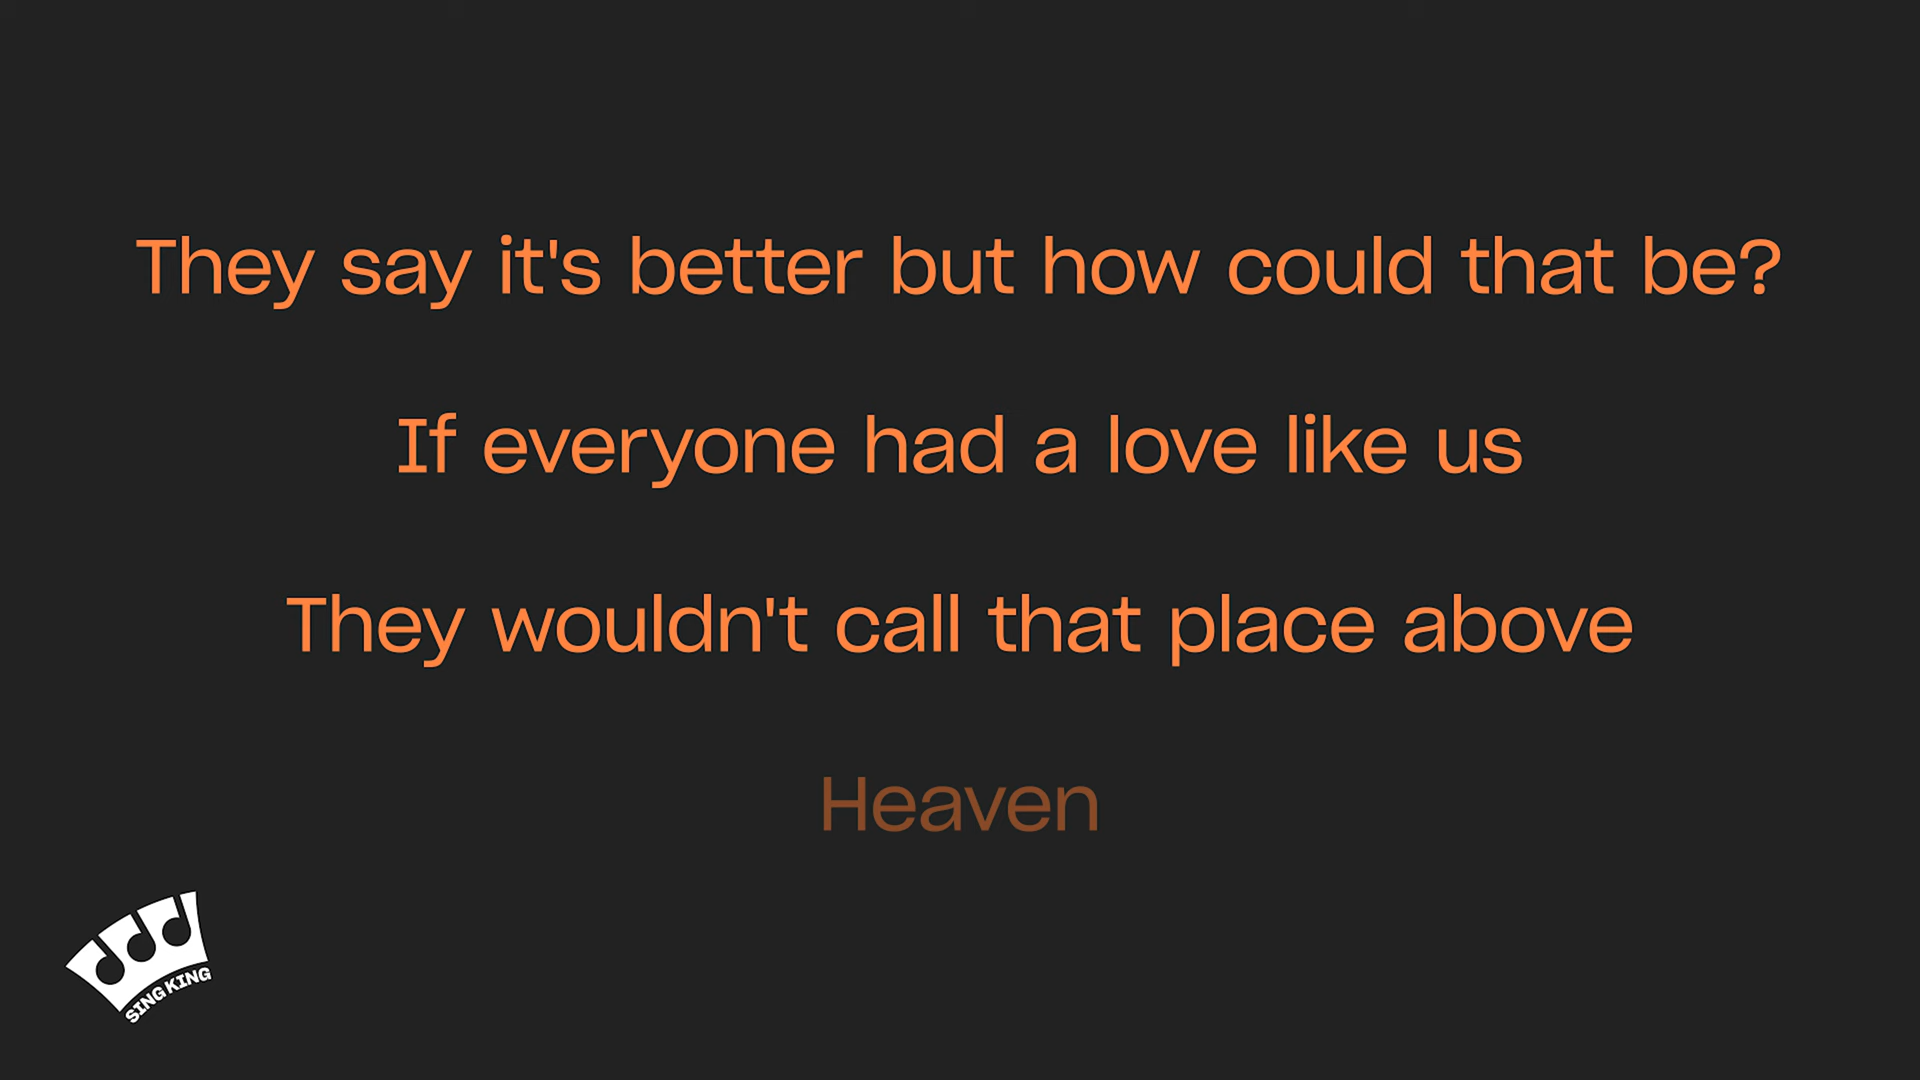 They say it's better but how could that be?
If everyone had a love like us
They wouldn't call that place above
Heaven
SING KING